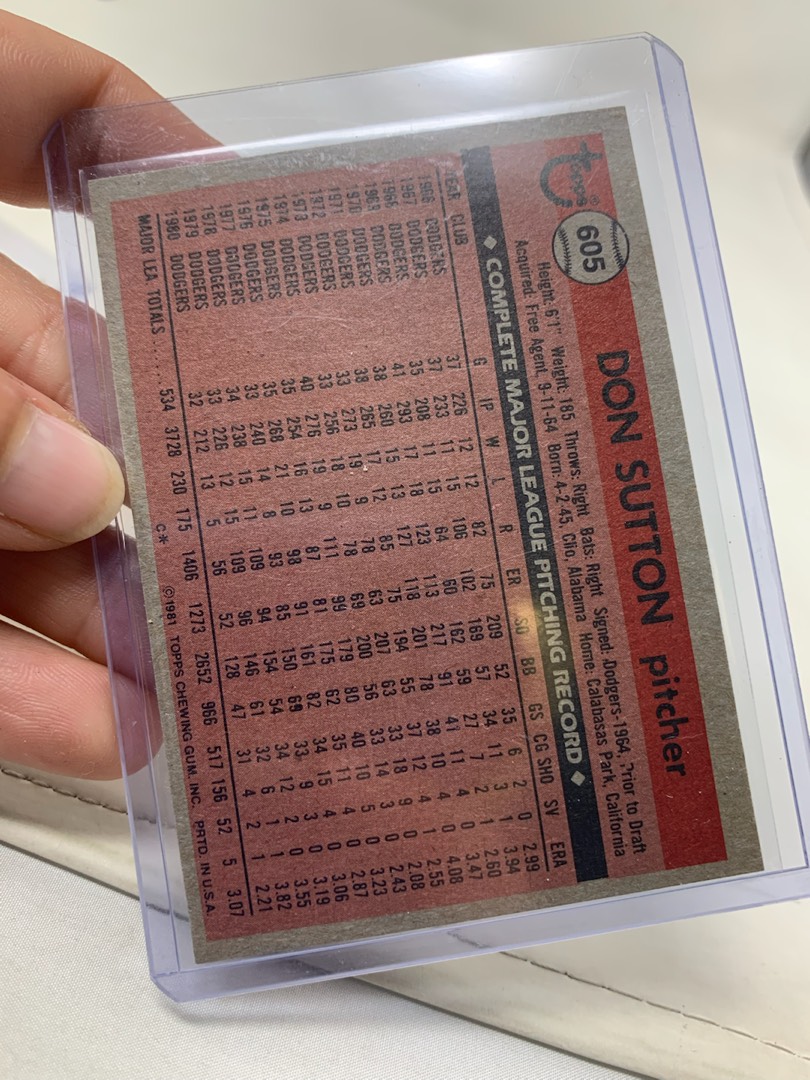 topps®
605
DON SUTTON pitcher
Height: 6'1" Weight: 185 Throws: Right Bats: Right Signed: Dodgers-1964, Prior to Draft
Acquired: Free Agent, 9-11-64 Born: 4-2-45, Clio, Alabama Home: Calabasas Park, California
◆ COMPLETE MAJOR LEAGUE PITCHING RECORD ◆
YEAR CLUB G IP W L R ER SO BB GS CG SHO SV ERA
1966 DODGERS 37 226 12 12 82 75 209 52 35 6 2 0 2.99
1967 DODGERS 37 233 11 15 106 102 169 57 34 11 3 1 3.94
1968 DODGERS 35 208 11 15 64 60 162 59 27 7 2 1 2.60
1969 DODGERS 41 293 17 18 123 113 217 91 41 11 4 0 3.47
1970 DODGERS 38 260 15 13 127 118 201 78 38 10 4 0 4.08
1971 DODGERS 38 265 17 12 85 75 194 55 37 12 4 1 2.55
1972 DODGERS 33 273 19 9 78 63 207 63 33 18 9 0 2.08
1973 DODGERS 33 256 18 10 78 69 200 56 33 14 3 0 2.43
1974 DODGERS 40 276 19 9 111 99 179 80 40 10 5 0 3.23
1975 DODGERS 35 254 16 13 87 81 175 62 35 11 4 0 2.87
1976 DODGERS 35 268 21 10 98 91 161 82 34 15 4 0 3.06
1977 DODGERS 33 240 14 8 93 85 150 69 33 9 3 0 3.19
1978 DODGERS 34 238 15 11 109 94 154 54 34 12 2 0 3.55
1979 DODGERS 33 226 12 15 109 96 146 61 32 6 1 1 3.82
1980 DODGERS 32 212 13 5 56 52 128 47 31 4 2 1 2.21
MAJOR LEA TOTALS ..... 534 3728 230 175 1406 1273 2652 966 517 156 52 5 3.07
C* ©1981 TOPPS CHEWING GUM, INC. PRTD. IN U.S.A.